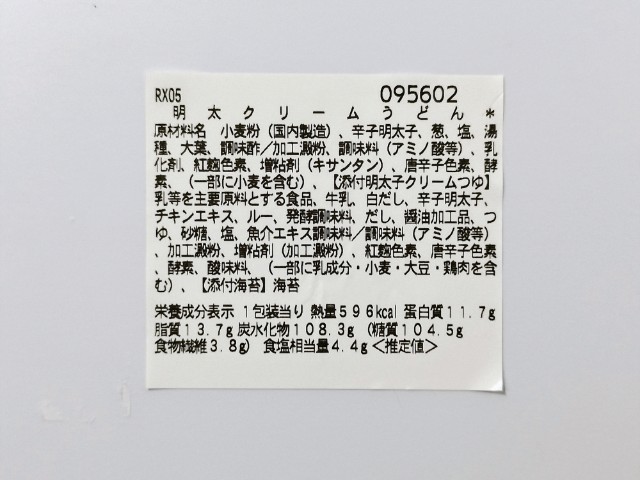 RX05 095602
明太クリームうどん*
原材料名 小麦粉(国内製造)、辛子明太子、葱、塩、湯
種、大葉、調味酢/加工澱粉、調味料(アミノ酸等)、乳
化剤、紅麹色素、増粘剤(キサンタン)、唐辛子色素、酵
素、(一部に小麦を含む)、【添付明太子クリームつゆ】
乳等を主要原料とする食品、牛乳、白だし、辛子明太子、
チキンエキス、ルー、発酵調味料、だし、醤油加工品、つ
ゆ、砂糖、塩、魚介エキス調味料/調味料(アミノ酸等)
、加工澱粉、増粘剤(加工澱粉)、紅麹色素、唐辛子色素
、酵素、酸味料、(一部に乳成分・小麦・大豆・鶏肉を含
む)、【添付海苔】海苔
栄養成分表示 1包装当り 熱量596kcal 蛋白質11.7g
脂質13.7g 炭水化物108.3g (糖質104.5g
食物繊維3.8g) 食塩相当量4.4g<推定値>